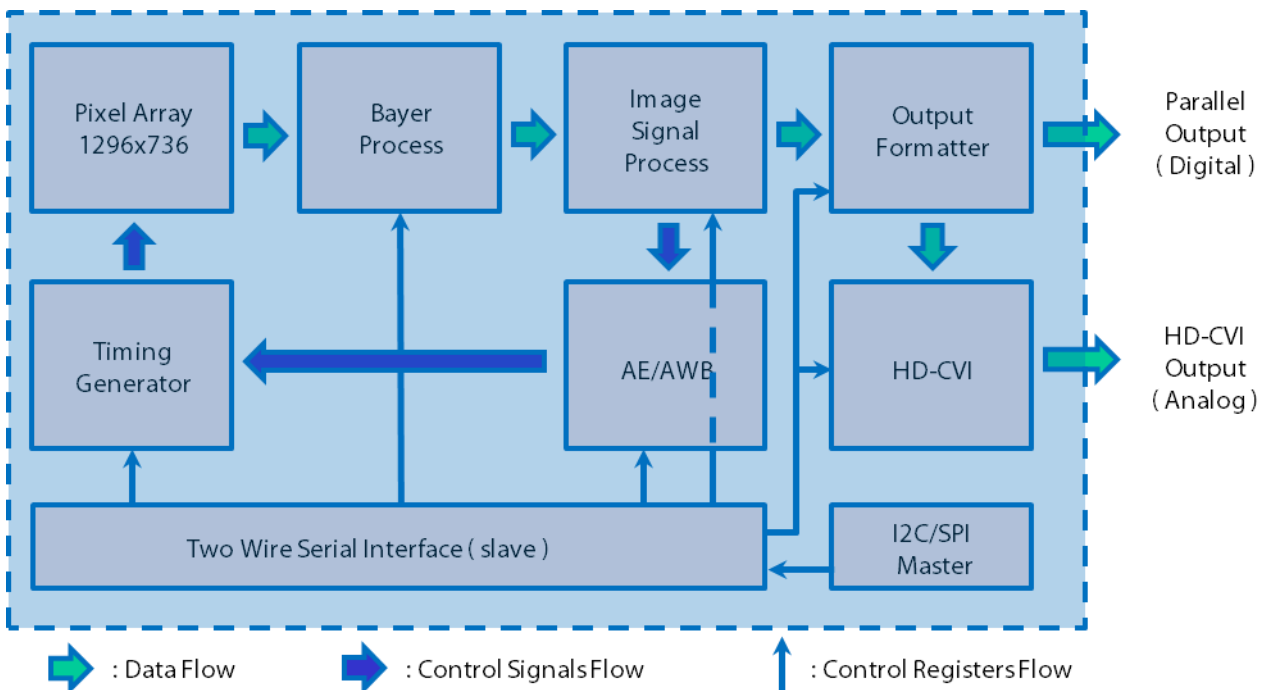 Pixel Array
1296x736
Bayer
Process
Image
Signal
Process
Output
Formatter
Parallel
Output
( Digital )
Timing
Generator
AE/AWB
HD-CVI
HD-CVI
Output
( Analog )
Two Wire Serial Interface ( slave )
I2C/SPI
Master
: Data Flow
: Control Signals Flow
: Control Registers Flow